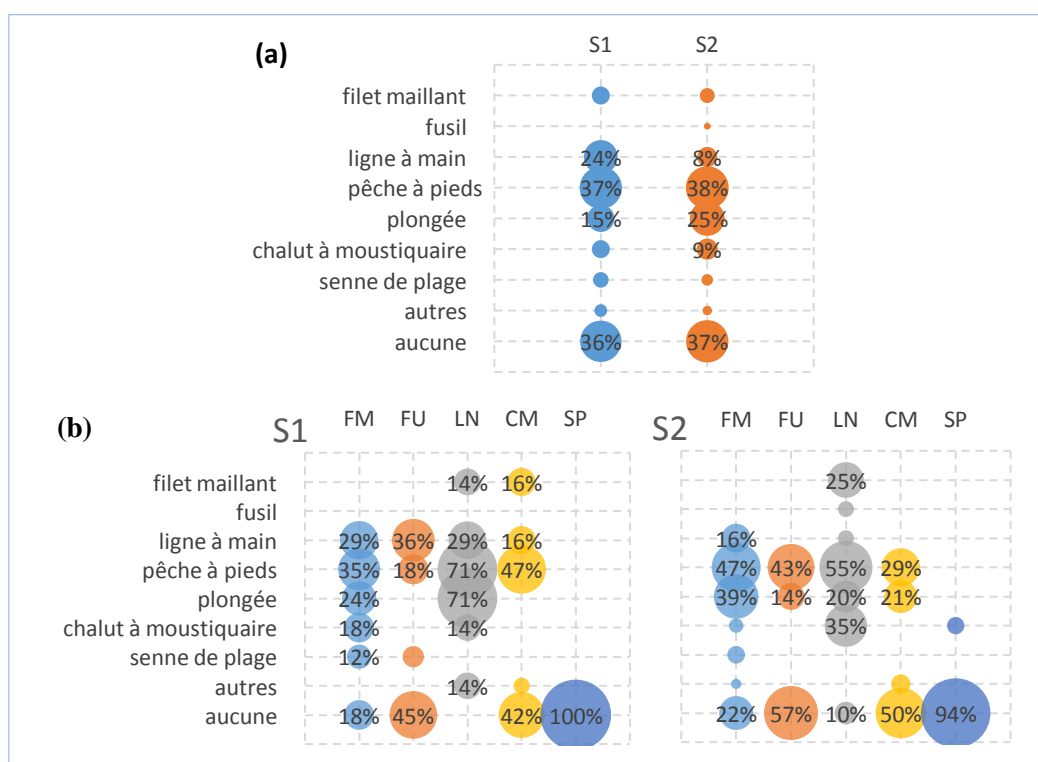 (a)
S1 S2
filet maillant
fusil
ligne à main 24% 8%
pêche à pieds 37% 38%
plongée 15% 25%
chalut à moustiquaire 9%
senne de plage
autres
aucune 36% 37%
(b)
S1 FM FU LN CM SP
filet maillant 14% 16%
fusil
ligne à main 29% 36% 29% 16%
pêche à pieds 35% 18% 71% 47%
plongée 24% 71%
chalut à moustiquaire 18% 14%
senne de plage 12%
autres 14%
aucune 18% 45% 42% 100%
S2 FM FU LN CM SP
25%
16%
47% 43% 55% 29%
39% 14% 20% 21%
35%
22% 57% 10% 50% 94%